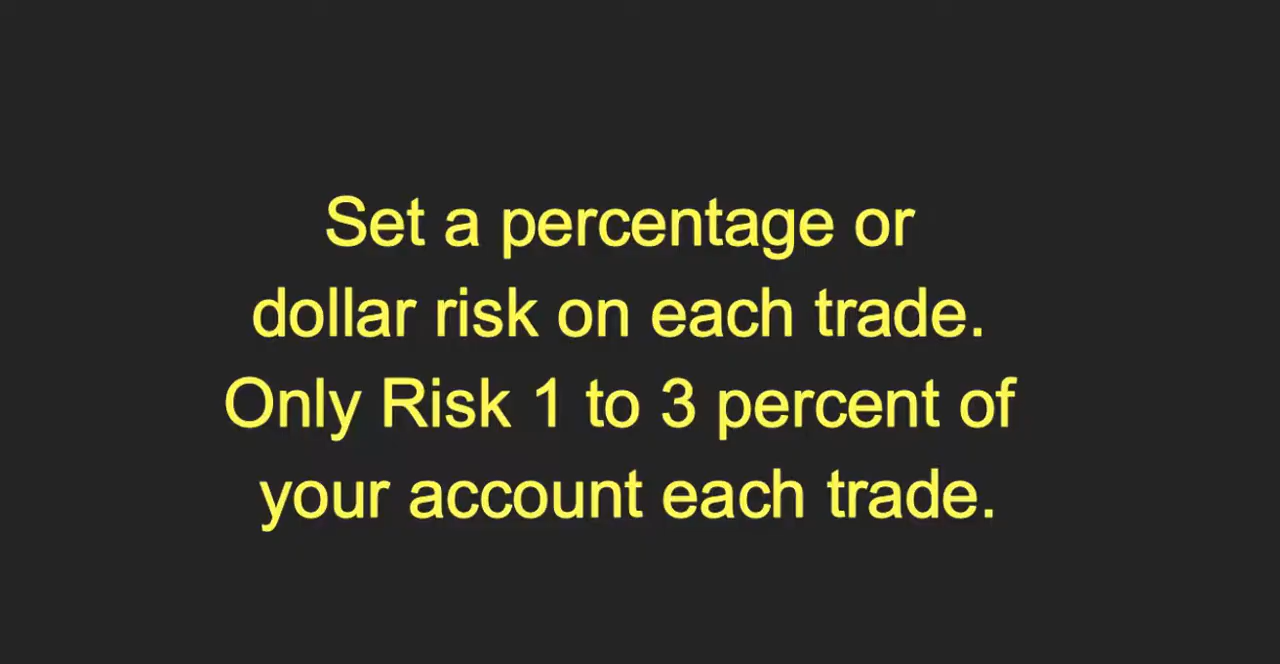 Set a percentage or
dollar risk on each trade.
Only Risk 1 to 3 percent of
your account each trade.